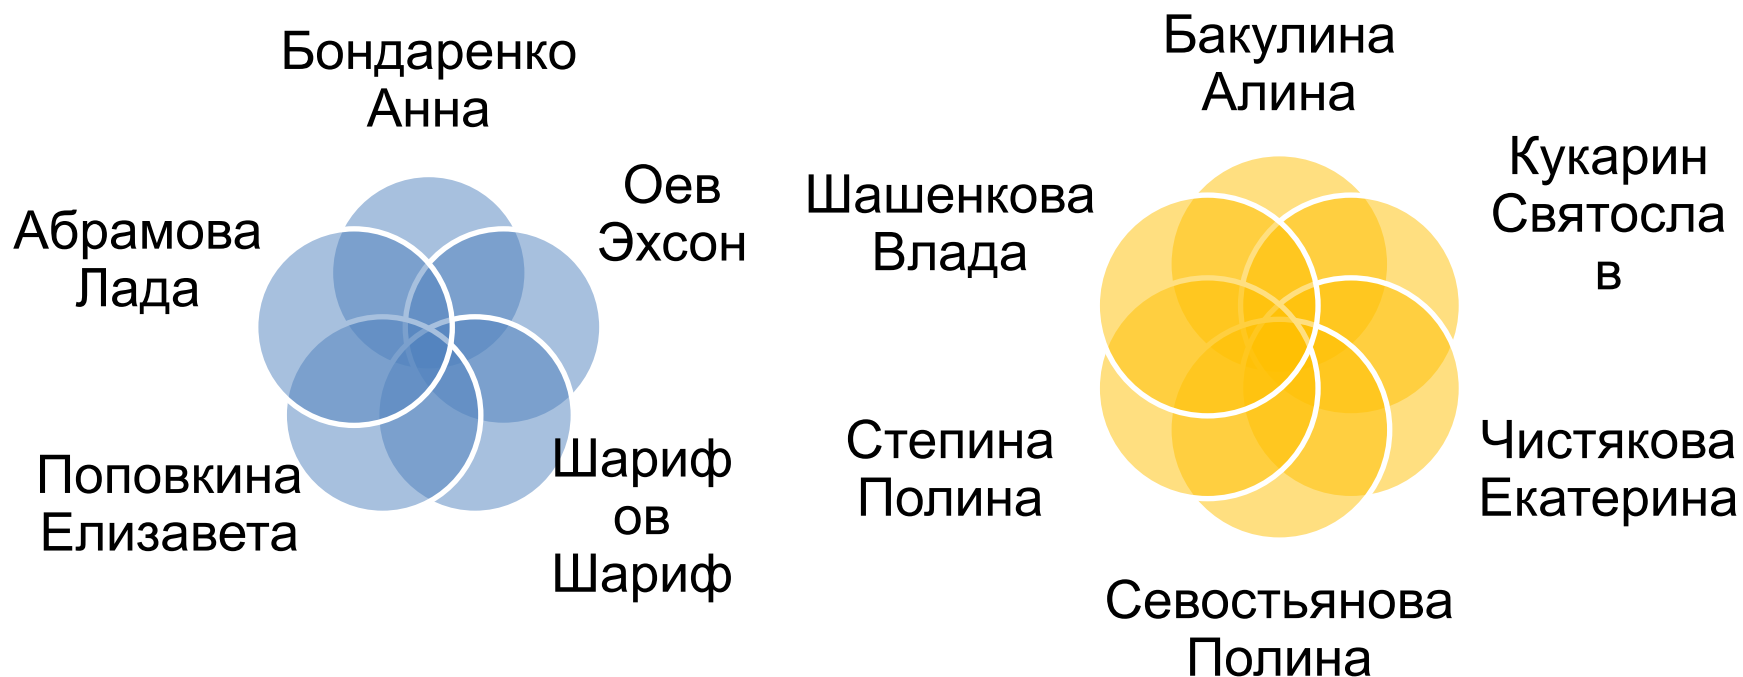 Бондаренко
Анна
Оев
Эхсон
Шариф
ов
Шариф
Поповкина
Елизавета
Абрамова
Лада
Бакулина
Алина
Кукарин
Святосла
в
Чистякова
Екатерина
Севостьянова
Полина
Степина
Полина
Шашенкова
Влада